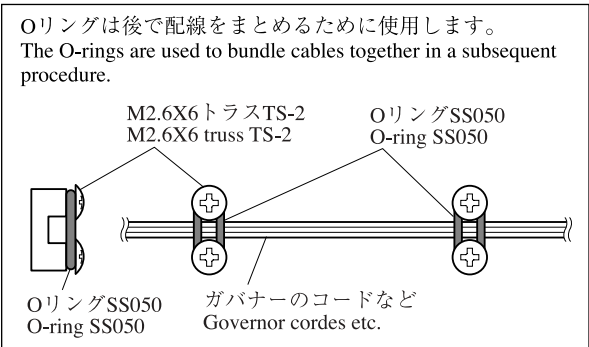 Oリングは後で配線をまとめるために使用します。
The O-rings are used to bundle cables together in a subsequent
procedure.
M2.6X6トラスTS-2
M2.6X6 truss TS-2
OリングSS050
O-ring SS050
OリングSS050
O-ring SS050
ガバナーのコードなど
Governor cordes etc.